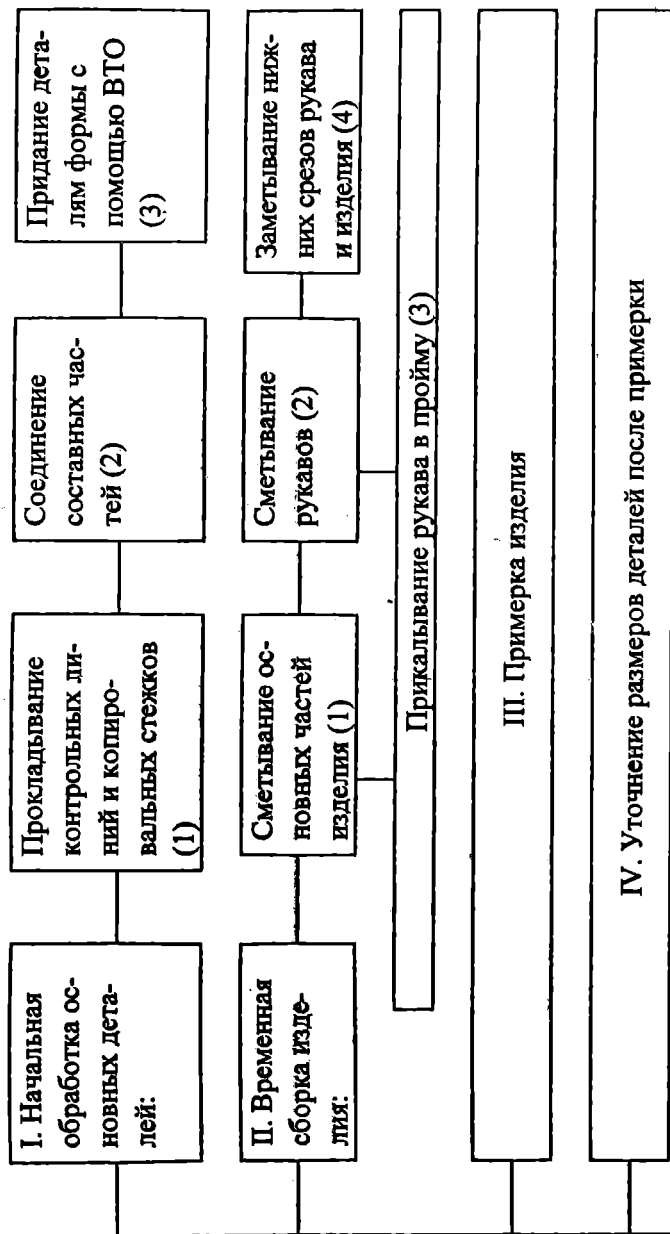 I. Начальная
обработка ос-
новных дета-
лей:
Прокладывание
контрольных ли-
ний и копиро-
вальных стежков
(1)
Соединение
составных час-
тей (2)
Придание дета-
лям формы с
помощью ВТО
(3)
II. Временная
сборка изде-
лия:
Сметывание ос-
новных частей
изделия (1)
Сметывание
рукавов (2)
Заметывание ниж-
них срезов рукава
и изделия (4)
Прикалывание рукава в пройму (3)
III. Примерка изделия
IV. Уточнение размеров деталей после примерки